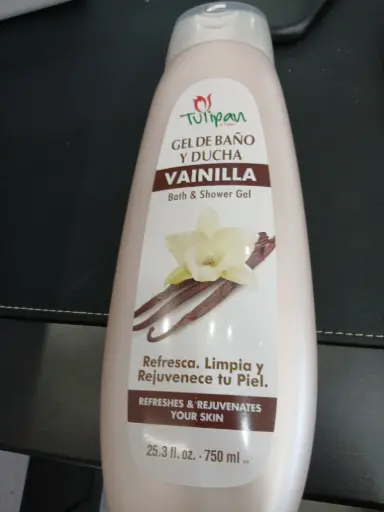 Tulipan
GEL DE BAÑO
Y DUCHA
VAINILLA
Bath & Shower Gel
Refresca, Limpia y
Rejuvenece tu Piel.
REFRESHES & REJUVENATES
YOUR SKIN
25.3 fl. oz. - 750 ml